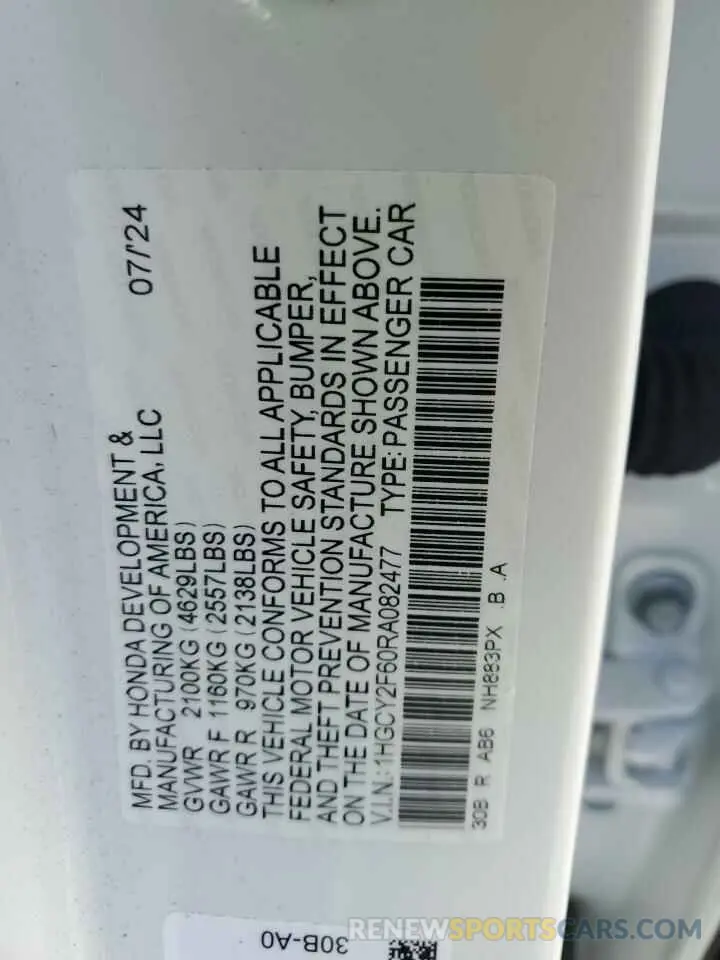 MFD. BY HONDA DEVELOPMENT &
MANUFACTURING OF AMERICA, LLC 07/24
GVWR 2100KG (4629LBS)
GAWR F 1160KG (2557LBS)
GAWR R 970KG (2138LBS)
THIS VEHICLE CONFORMS TO ALL APPLICABLE
FEDERAL MOTOR VEHICLE SAFETY, BUMPER,
AND THEFT PREVENTION STANDARDS IN EFFECT
ON THE DATE OF MANUFACTURE SHOWN ABOVE.
V.I.N.: 1HGCY2F60RA082477 TYPE: PASSENGER CAR
30B R AB6 NH883PX .B .A
30B-A0
RENEWSPORTSCARS.COM